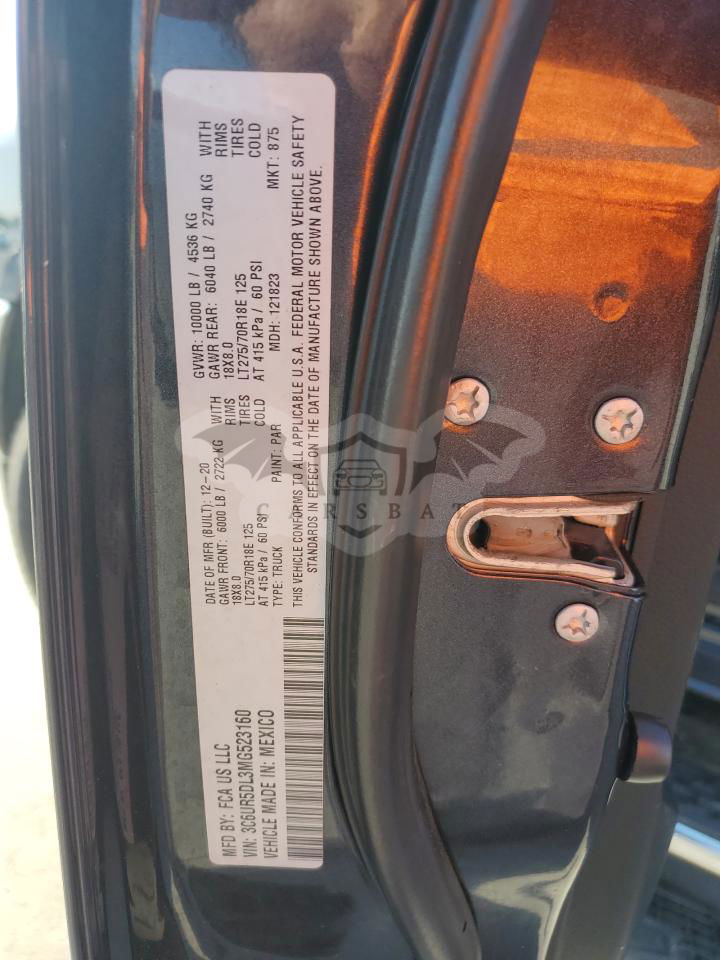 MFD BY: FCA US LLC
DATE OF MFR (BUILT): 12-20
GVWR: 10000 LB / 4536 KG
GAWR FRONT: 6000 LB / 2722 KG WITH
GAWR REAR: 6040 LB / 2740 KG WITH
18X8.0 RIMS
18X8.0 RIMS
LT275/70R18E 125 TIRES
LT275/70R18E 125 TIRES
AT 415 kPa / 60 PSI COLD
AT 415 kPa / 60 PSI COLD
VIN: 3C6UR5DL3MG523160
TYPE: TRUCK PAINT: PAR MDH: 121823 MKT: 875
VEHICLE MADE IN: MEXICO
THIS VEHICLE CONFORMS TO ALL APPLICABLE U.S.A. FEDERAL MOTOR VEHICLE SAFETY
STANDARDS IN EFFECT ON THE DATE OF MANUFACTURE SHOWN ABOVE.
CARSBAT